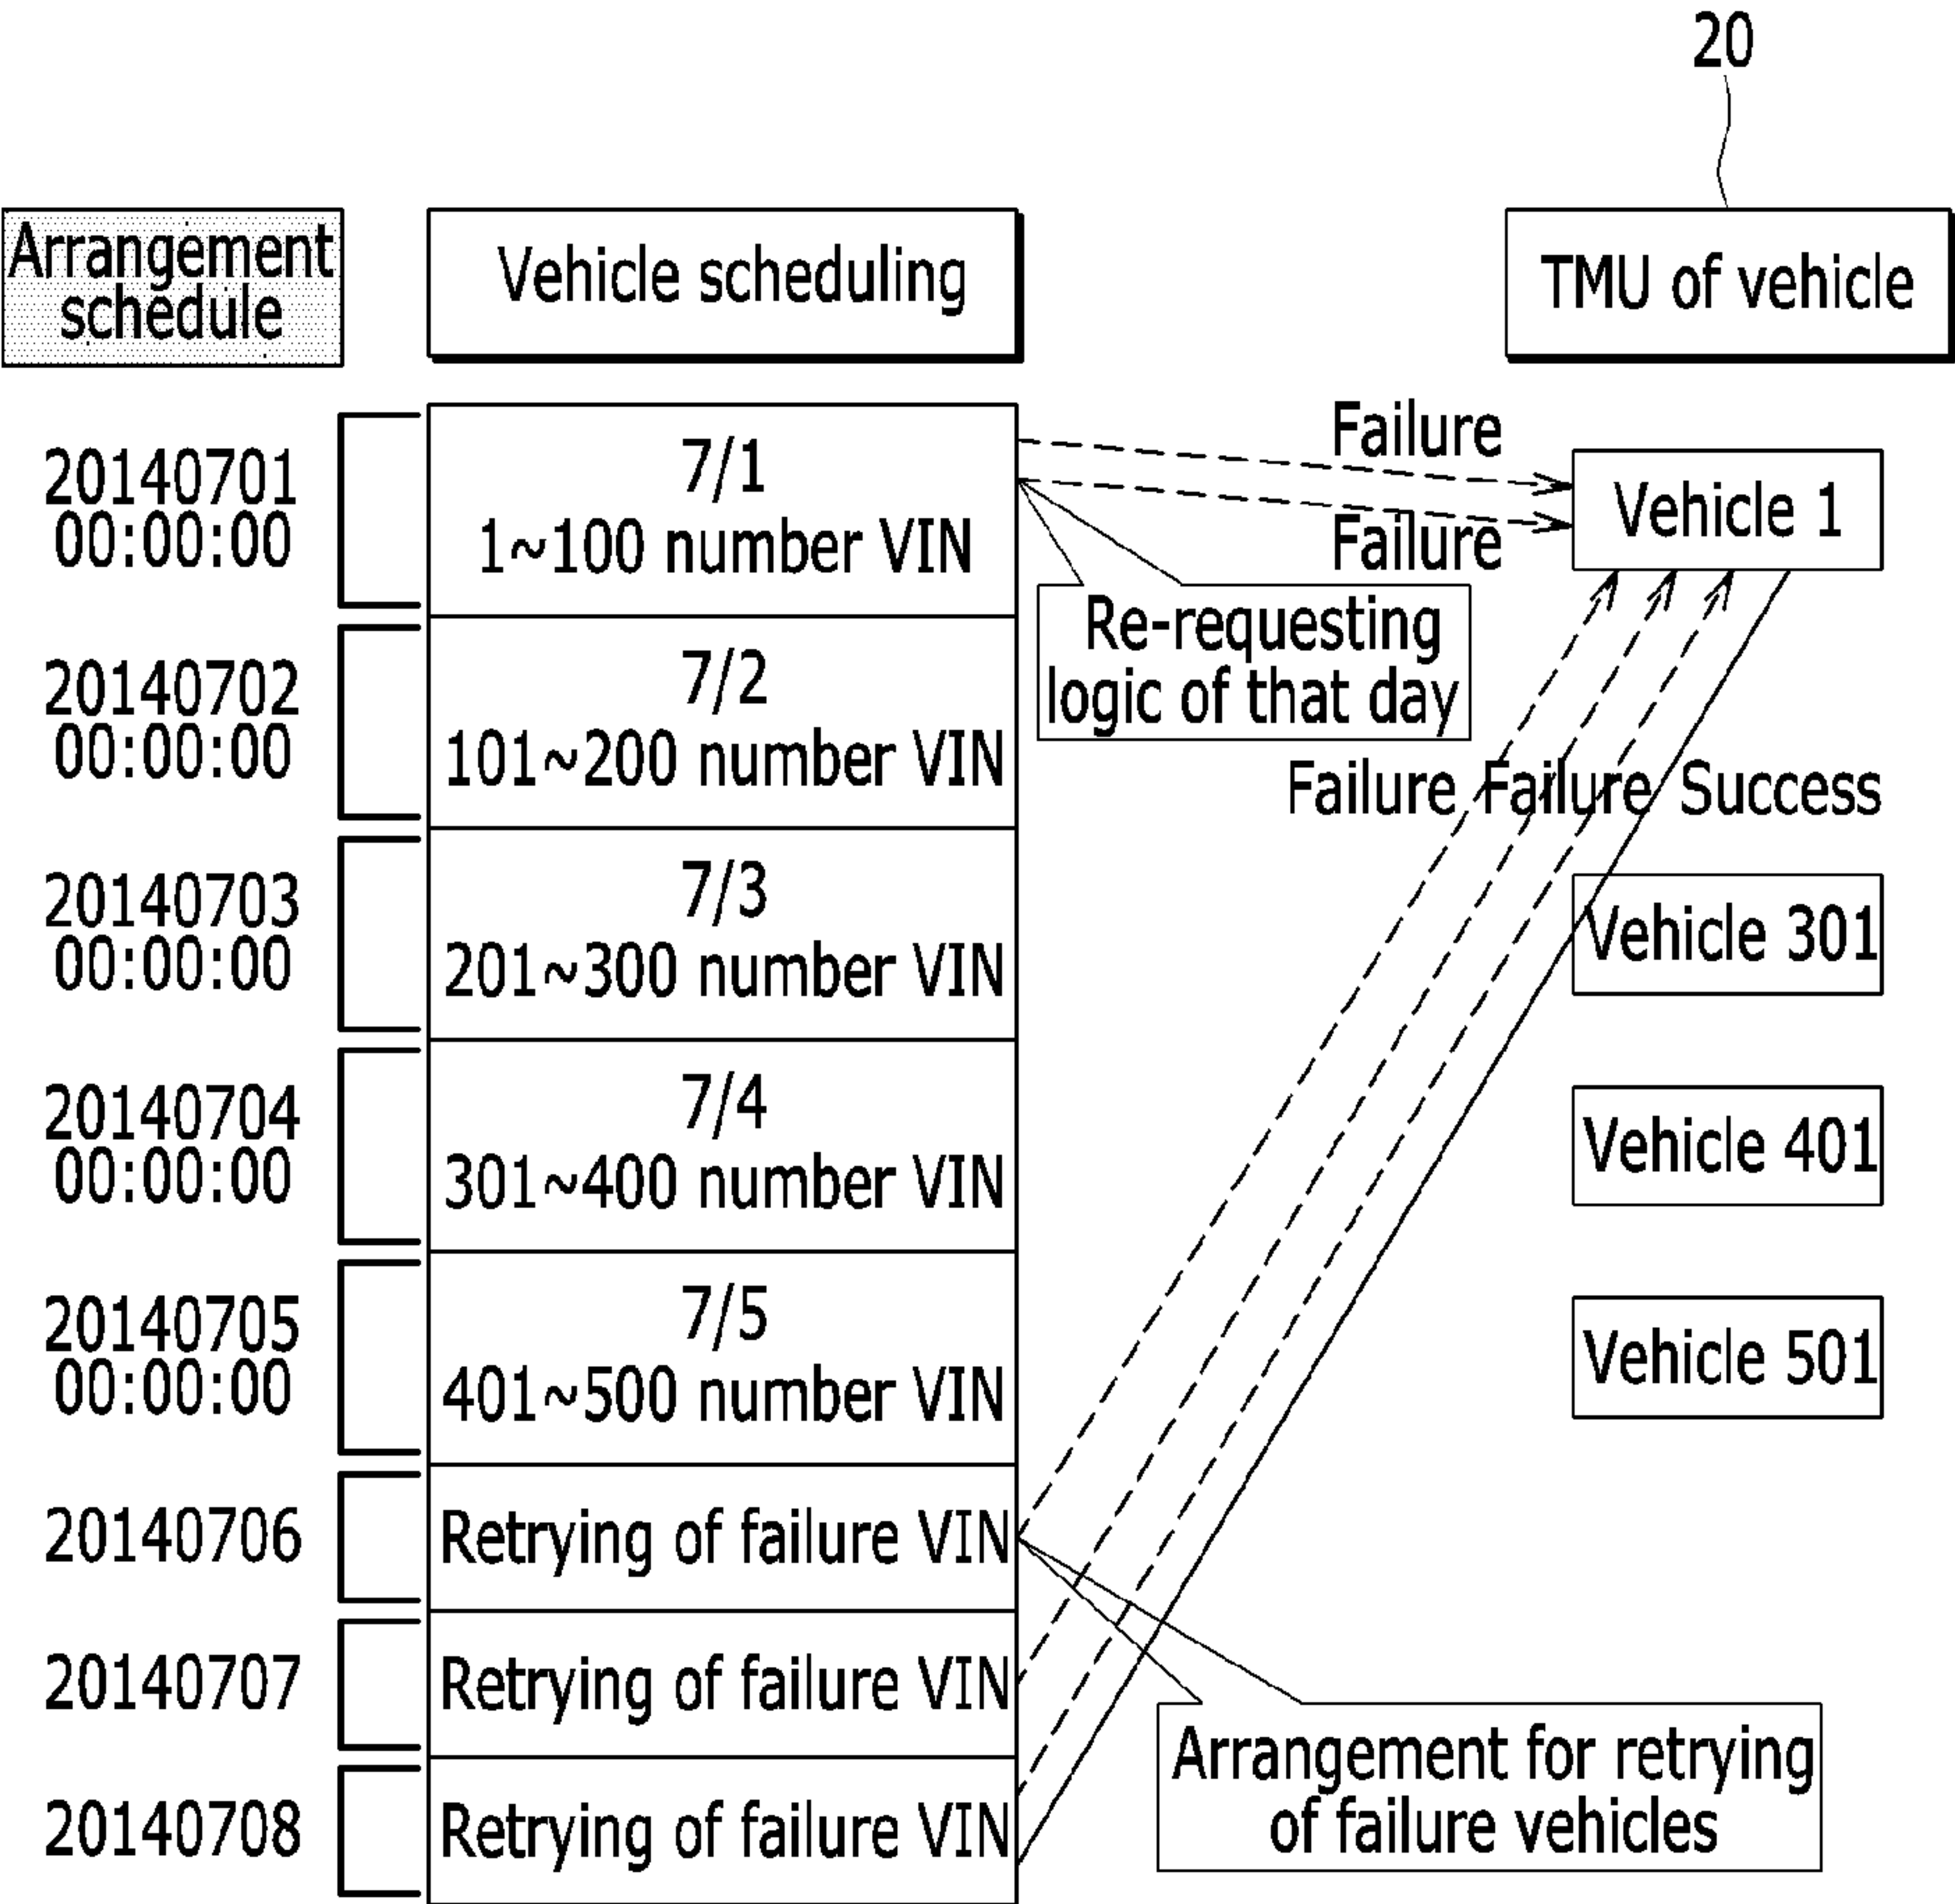 20
Arrangement
schedule
Vehicle scheduling
TMU of vehicle
20140701
00:00:00
7/1
1~100 number VIN
Failure
Failure
Vehicle 1
Re-requesting
logic of that day
20140702
00:00:00
7/2
101~200 number VIN
Failure Failure Success
20140703
00:00:00
7/3
201~300 number VIN
Vehicle 301
20140704
00:00:00
7/4
301~400 number VIN
Vehicle 401
20140705
00:00:00
7/5
401~500 number VIN
Vehicle 501
20140706
Retrying of failure VIN
20140707
Retrying of failure VIN
Arrangement for retrying
of failure vehicles
20140708
Retrying of failure VIN